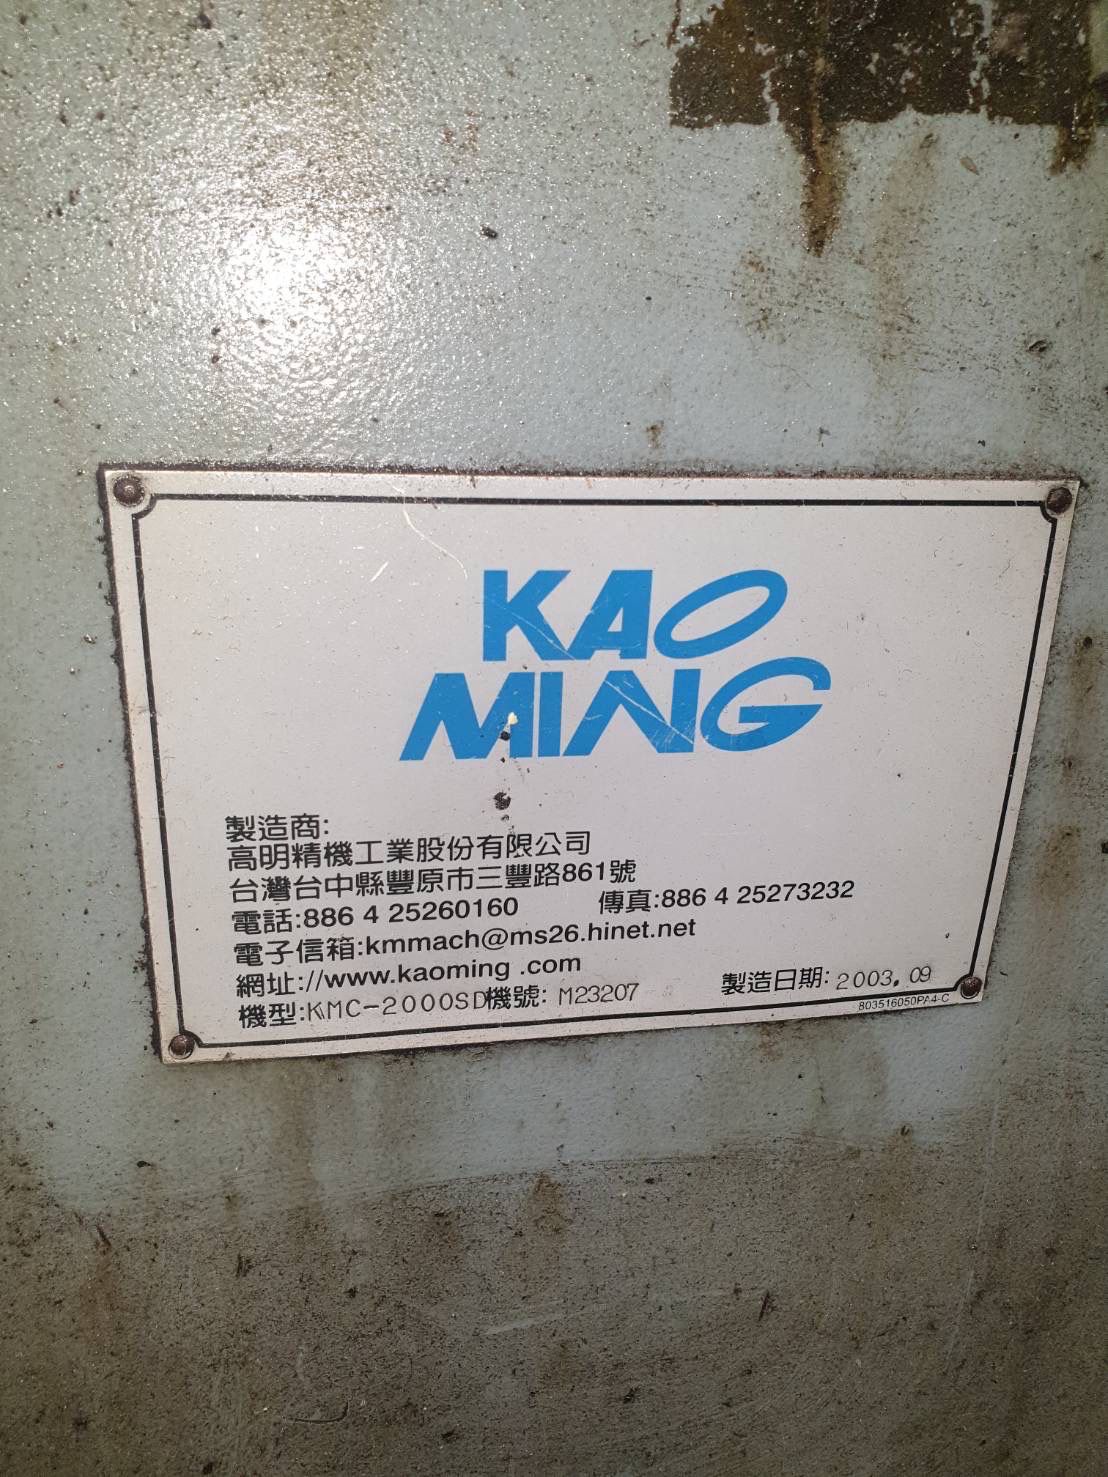 KAO
MING
製造商:
高明精機工業股份有限公司
台灣台中縣豐原市三豐路861號
電話:886 4 25260160 傳真:886 4 25273232
電子信箱:kmmach@ms26.hinet.net
網址://www.kaoming .com
機型:KMC-2000SD機號: M23207 製造日期: 2003. 09
803516050PA4-C